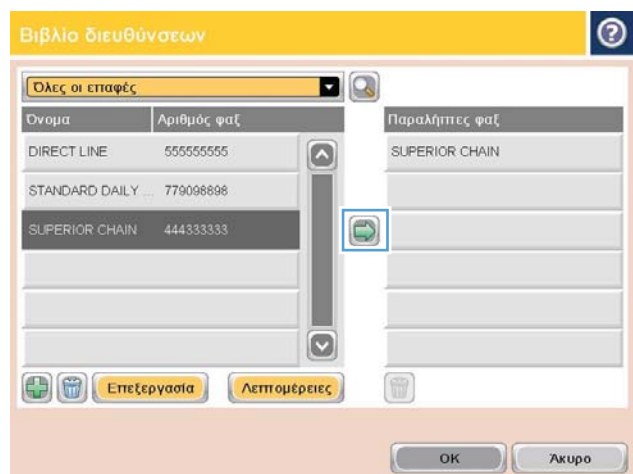 Βιβλίο διευθύνσεων
Όλες οι επαφές
Όνομα Αριθμός φαξ
Παραλήπτες φαξ
DIRECT LINE 555555555
SUPERIOR CHAIN
STANDARD DAILY ... 779098898
SUPERIOR CHAIN 444333333
Επεξεργασία Λεπτομέρειες
OK Άκυρο